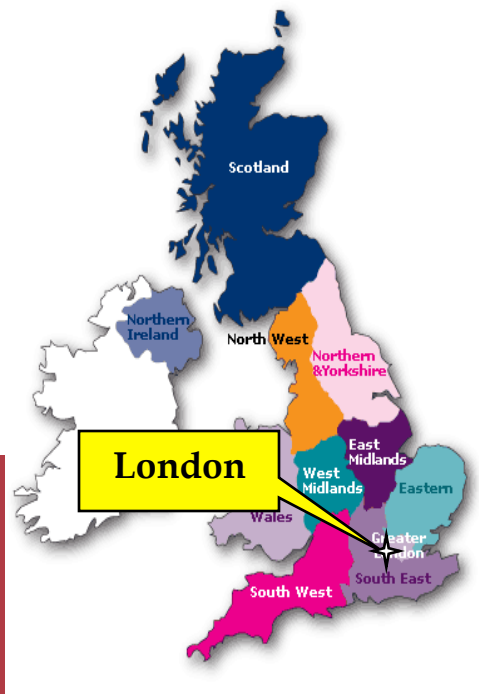 Scotland
Northern
Ireland
North West
Northern
&Yorkshire
East
Midlands
London
West
Midlands
Eastern
Wales
Greater
London
South East
South West